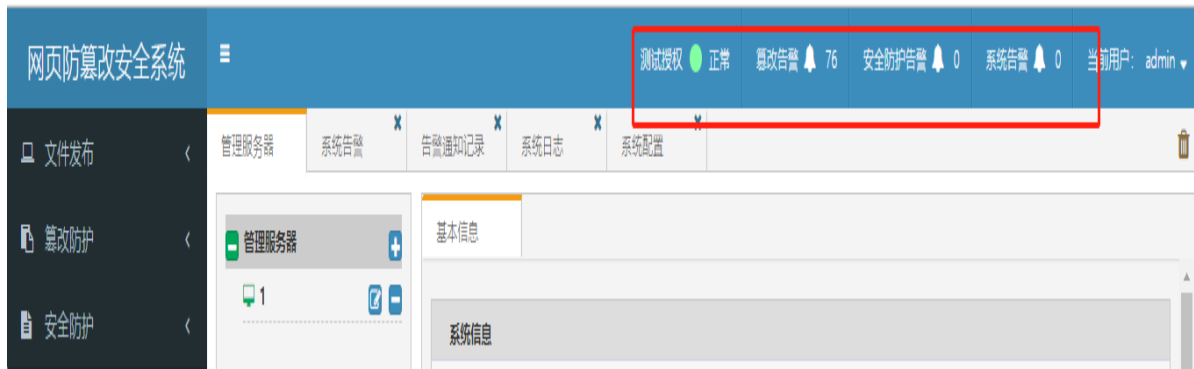 网页防篡改安全系统
测试授权 正常 篡改告警 76 安全防护告警 0 系统告警 0 当前用户: admin
管理服务器 系统告警 告警通知记录 系统日志 系统配置
文件发布
篡改防护
安全防护
管理服务器
1
基本信息
系统信息